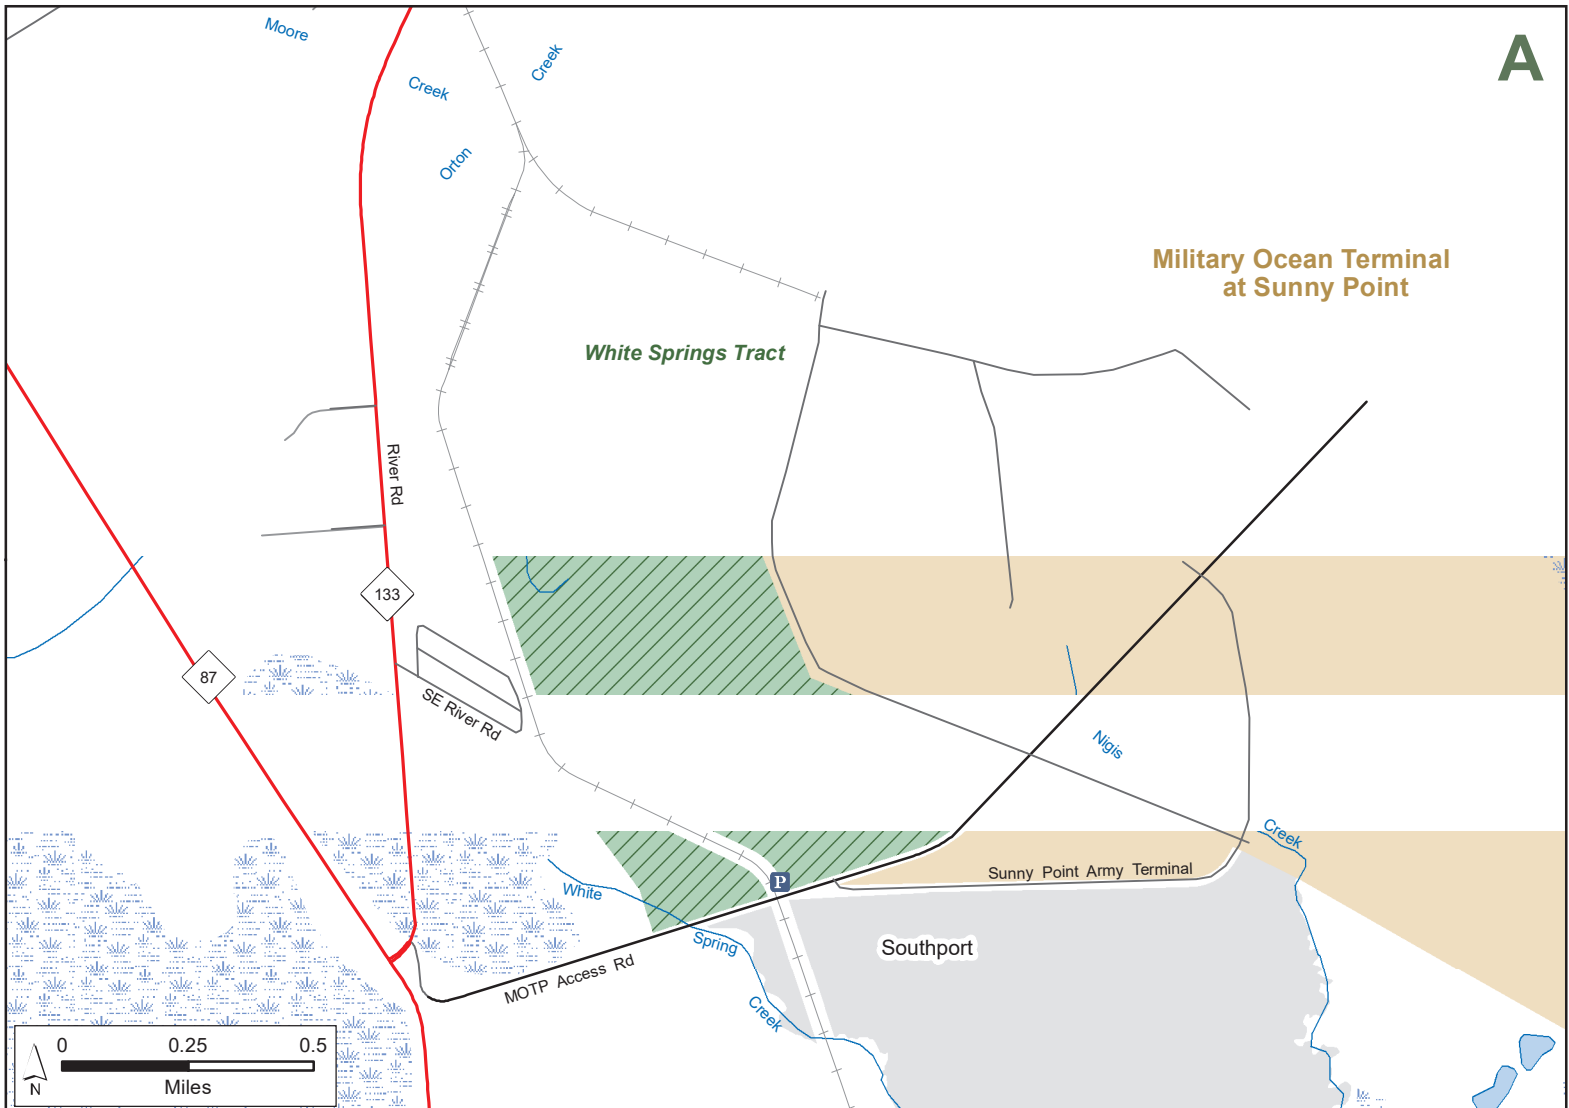 Moore
Creek
Creek
Orton
A
Military Ocean Terminal
at Sunny Point
White Springs Tract
River Rd
133
87
SE River Rd
Nigis
Creek
Sunny Point Army Terminal
P
White
Spring
Creek
Southport
MOTP Access Rd
0 0.25 0.5
Miles
N